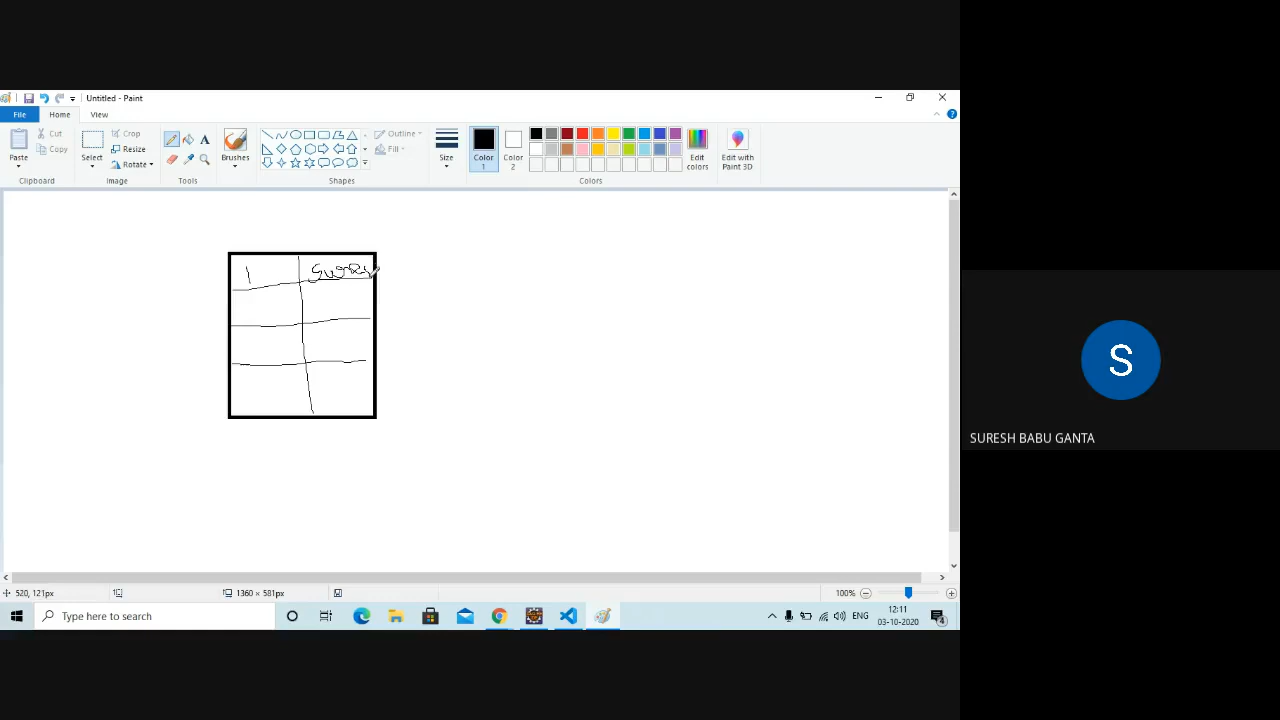 Untitled - Paint
File Home View
Cut
Copy
Paste
Clipboard
Crop
Resize
Rotate
Select
Image
Tools
Brushes
Outline
Fill
Shapes
Size
Color 1
Color 2
Edit colors
Edit with Paint 3D
Colors
1
S
SURESH BABU GANTA
520, 121px
1360 × 581px
100%
Type here to search
ENG
12:11
03-10-2020
4